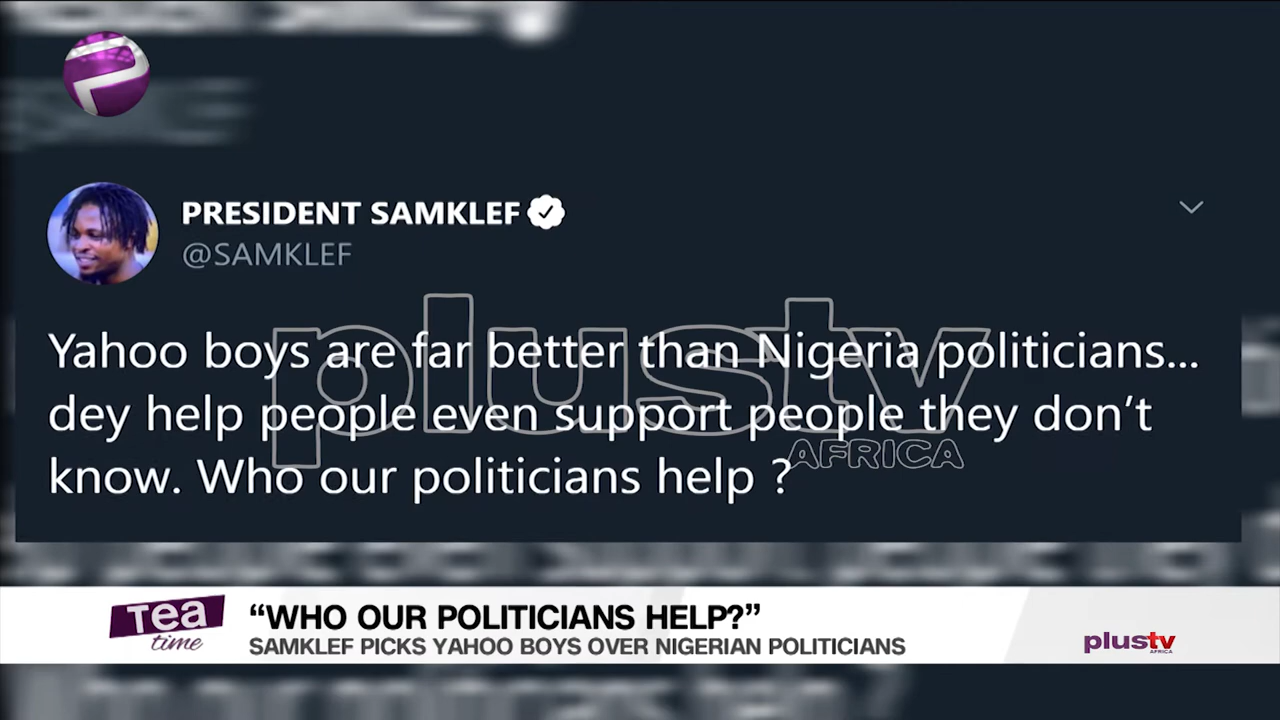 PRESIDENT SAMKLEF
@SAMKLEF
Yahoo boys are far better than Nigeria politicians...
dey help people even support people they don’t
know. Who our politicians help ?
plustv
AFRICA
Tea
time
“WHO OUR POLITICIANS HELP?”
SAMKLEF PICKS YAHOO BOYS OVER NIGERIAN POLITICIANS
plustv
AFRICA